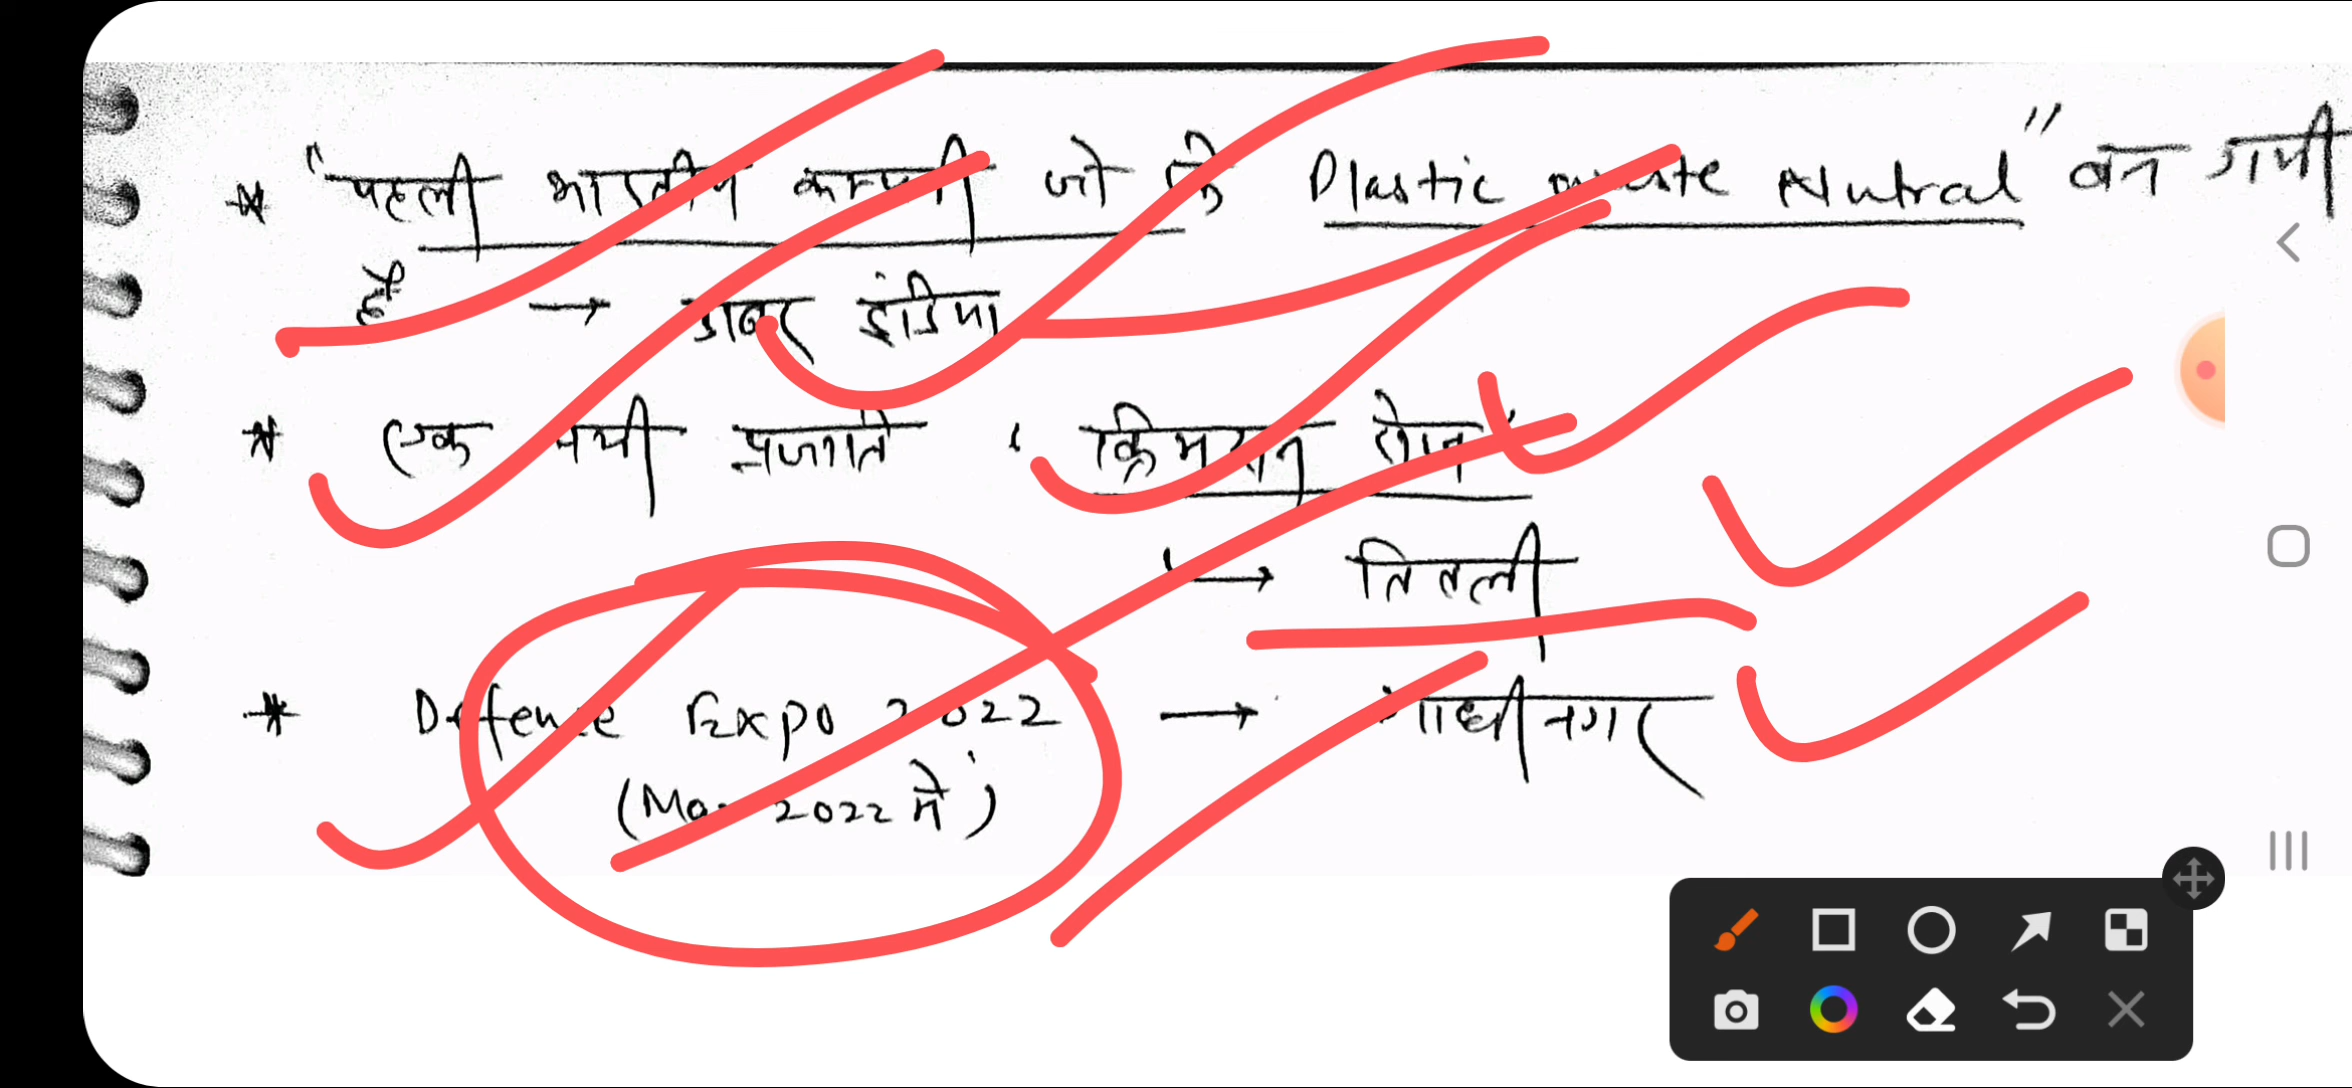 * "पहली भारतीय कम्पनी जो कि Plastic waste Nutral" बन गयी
है → डाबर इंडिया
* एक नयी प्रजाति 'क्रिमसन रोज'
→ तितली
* Defence Expo 2022 → गांधीनगर
(Mar 2022 में)